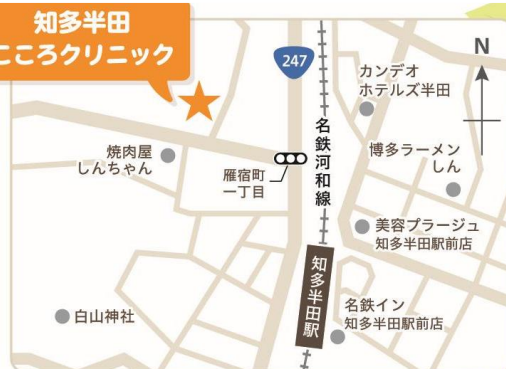 知多半田
こころクリニック
247
N
カンデオ
ホテルズ半田
名鉄河和線
焼肉屋
しんちゃん
雁宿町
一丁目
博多ラーメン
しん
美容プラージュ
知多半田駅前店
知多半田駅
名鉄イン
知多半田駅前店
白山神社